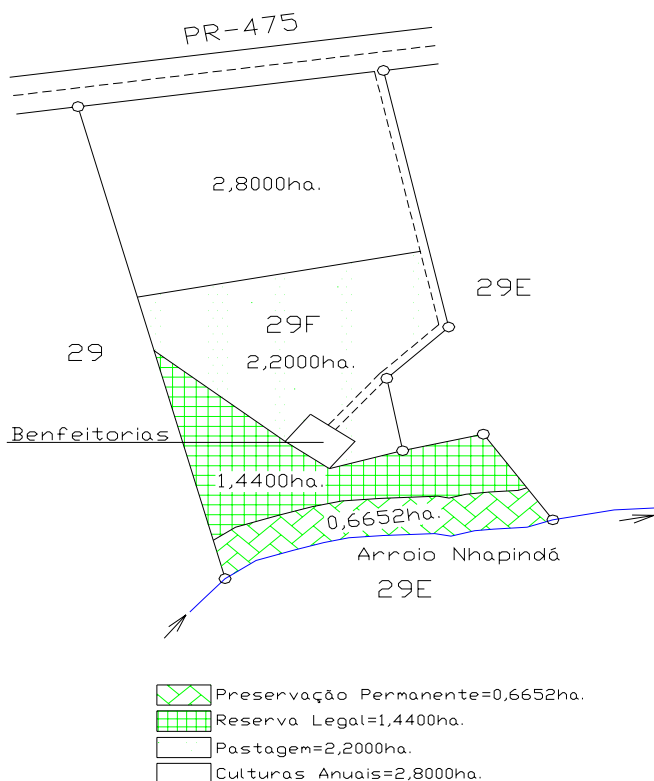 PR-475
2,8000ha.
29E
29F
29
2,2000ha.
Benfeitorias
1,4400ha.
0,6652ha.
Arroio Nhapindá
29E
Preservação Permanente=0,6652ha.
Reserva Legal=1,4400ha.
Pastagem=2,2000ha.
Culturas Anuais=2,8000ha.